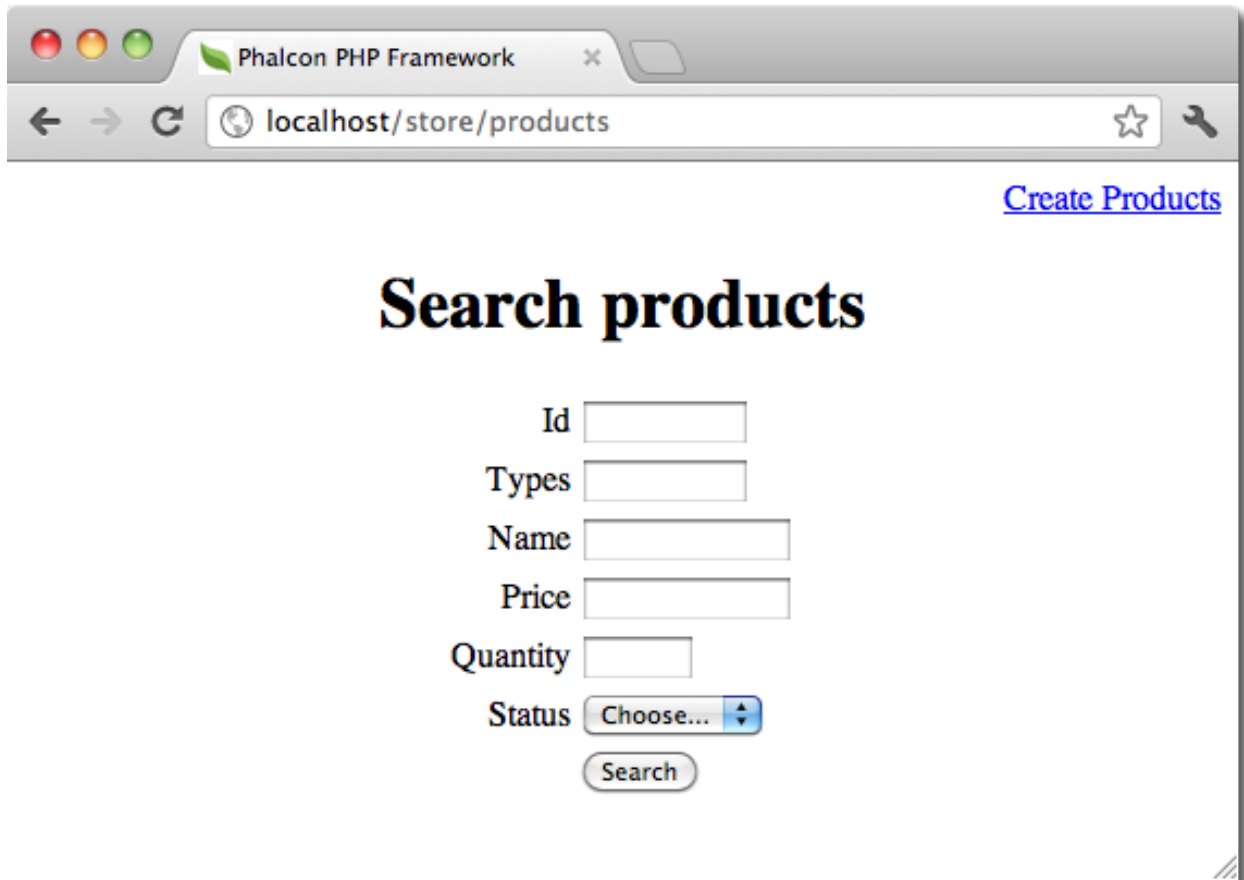 Phalcon PHP Framework
localhost/store/products
Create Products
Search products
Id
Types
Name
Price
Quantity
Status Choose...
Search